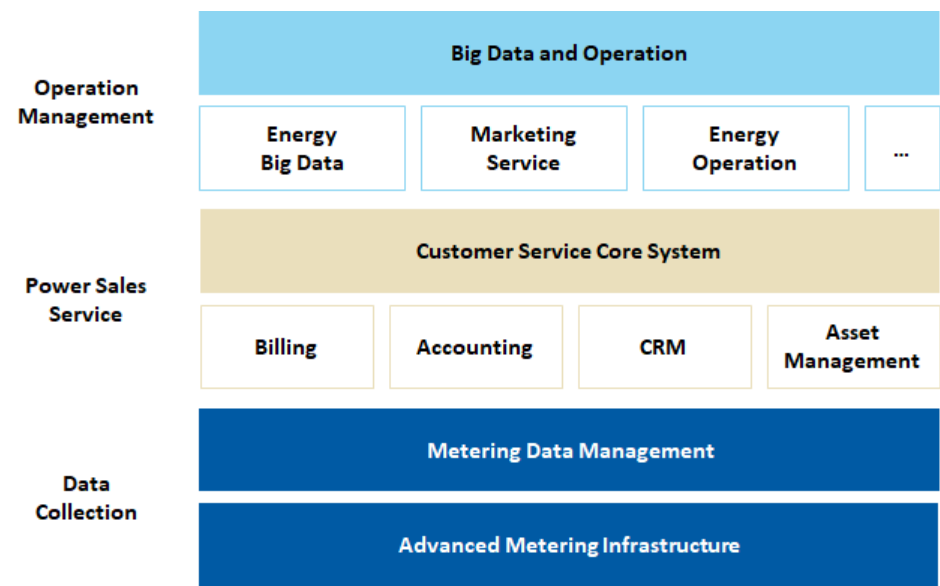 Big Data and Operation
Operation
Management
Energy
Big Data
Marketing
Service
Energy
Operation
...
Customer Service Core System
Power Sales
Service
Billing
Accounting
CRM
Asset
Management
Metering Data Management
Data
Collection
Advanced Metering Infrastructure